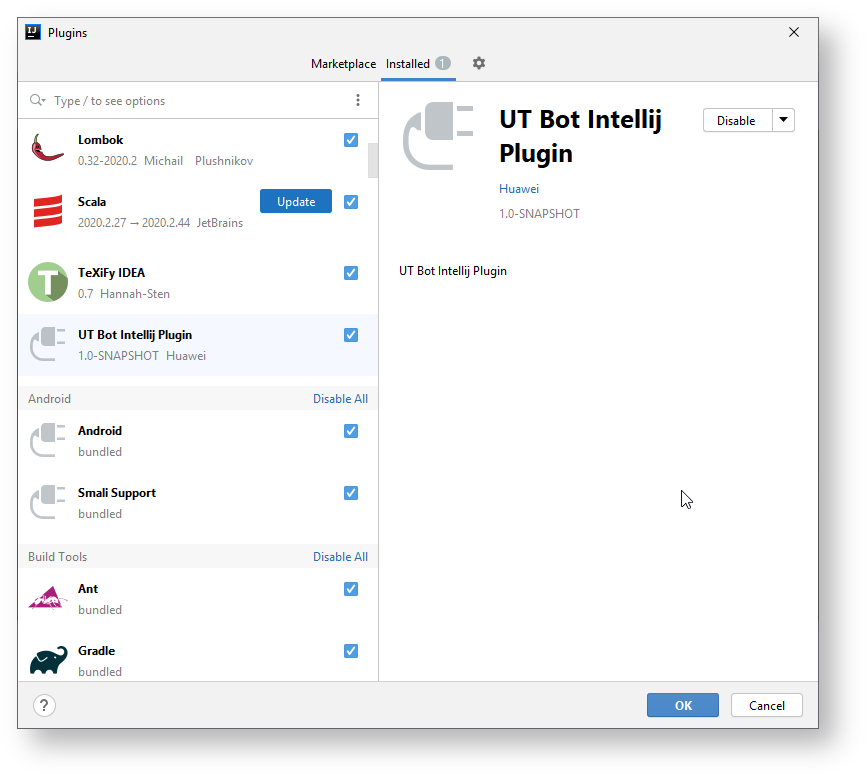 IJ
Plugins
Marketplace Installed 1
Type / to see options
Lombok
0.32-2020.2 Michail Plushnikov
Scala
Update
2020.2.27 → 2020.2.44 JetBrains
T
TeXiFy IDEA
0.7 Hannah-Sten
UT Bot Intellij Plugin
1.0-SNAPSHOT Huawei
Android Disable All
Android
bundled
Smali Support
bundled
Build Tools Disable All
Ant
bundled
Gradle
bundled
UT Bot Intellij
Plugin
Disable
Huawei
1.0-SNAPSHOT
UT Bot Intellij Plugin
?
OK
Cancel